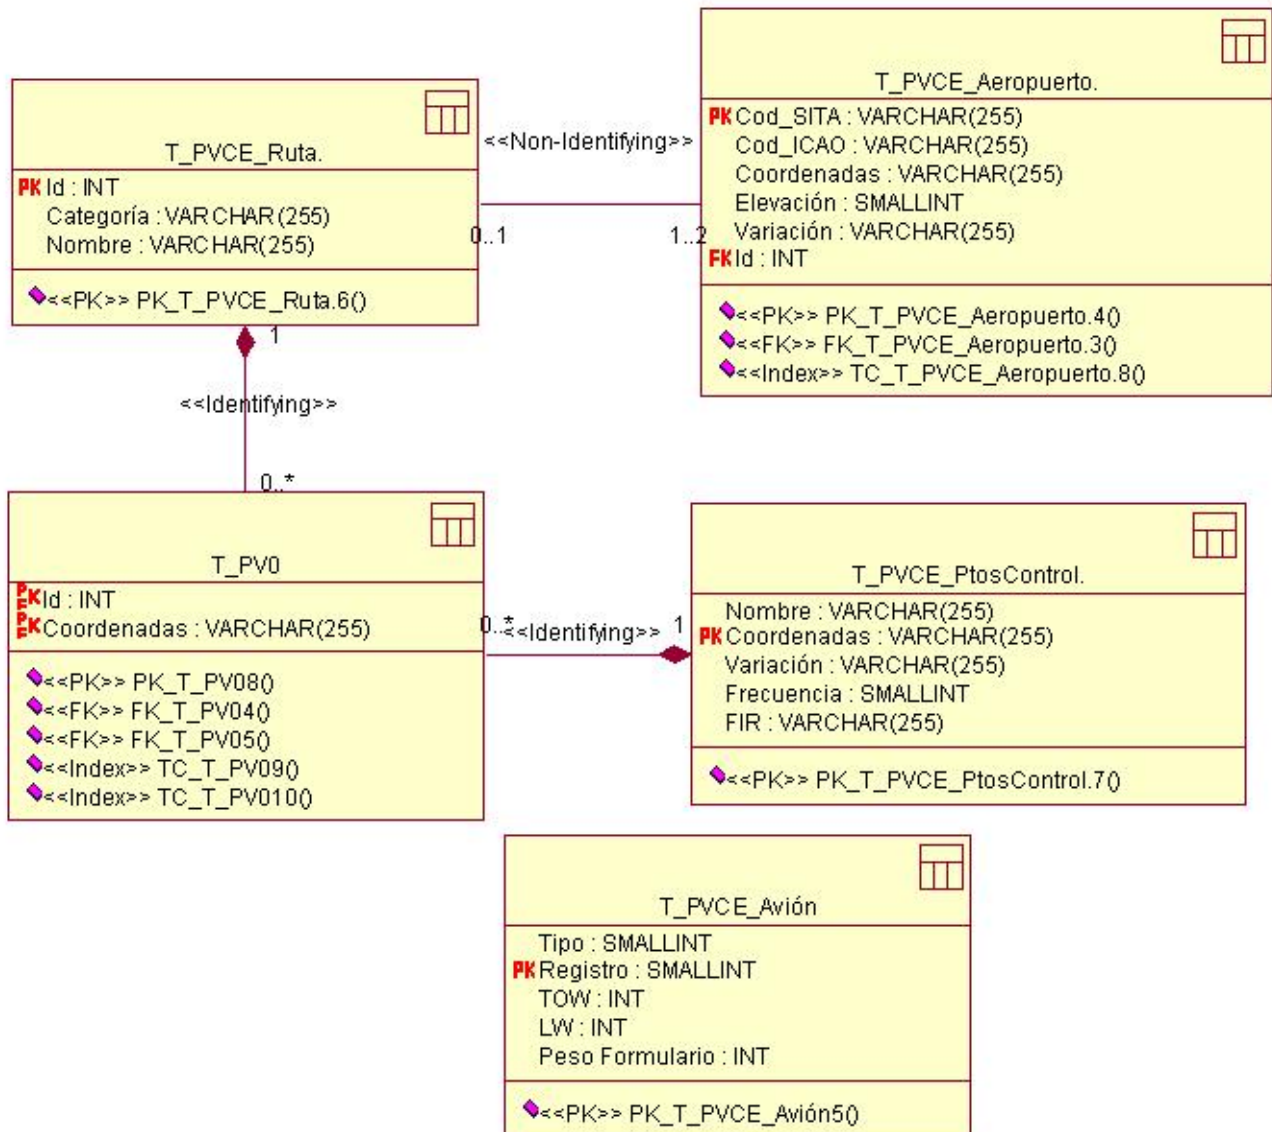 T_PVCE_Ruta.
PK Id : INT
Categoría : VARCHAR(255)
Nombre : VARCHAR(255)
<<PK>> PK_T_PVCE_Ruta.6()
<<Non-Identifying>>
0..1
1..2
T_PVCE_Aeropuerto.
PK Cod_SITA : VARCHAR(255)
Cod_ICAO : VARCHAR(255)
Coordenadas : VARCHAR(255)
Elevación : SMALLINT
Variación : VARCHAR(255)
FK Id : INT
<<PK>> PK_T_PVCE_Aeropuerto.4()
<<FK>> FK_T_PVCE_Aeropuerto.3()
<<Index>> TC_T_PVCE_Aeropuerto.8()
1
<<Identifying>>
0..*
T_PV0
PFK Id : INT
PFK Coordenadas : VARCHAR(255)
<<PK>> PK_T_PV08()
<<FK>> FK_T_PV04()
<<FK>> FK_T_PV05()
<<Index>> TC_T_PV09()
<<Index>> TC_T_PV010()
0..*
<<Identifying>>
1
T_PVCE_PtosControl.
Nombre : VARCHAR(255)
PK Coordenadas : VARCHAR(255)
Variación : VARCHAR(255)
Frecuencia : SMALLINT
FIR : VARCHAR(255)
<<PK>> PK_T_PVCE_PtosControl.7()
T_PVCE_Avión
Tipo : SMALLINT
PK Registro : SMALLINT
TOW : INT
LW : INT
Peso Formulario : INT
<<PK>> PK_T_PVCE_Avión5()